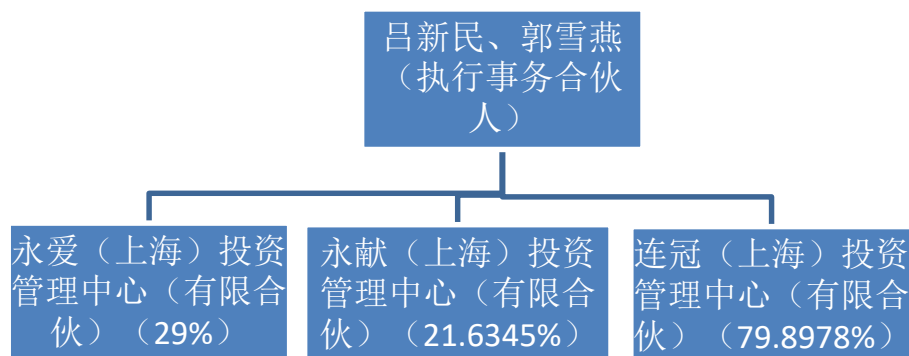 吕新民、郭雪燕
（执行事务合伙
人）
永爱（上海）投资
管理中心（有限合
伙）（29%）
永献（上海）投资
管理中心（有限合
伙）（21.6345%）
连冠（上海）投资
管理中心（有限合
伙）（79.8978%）